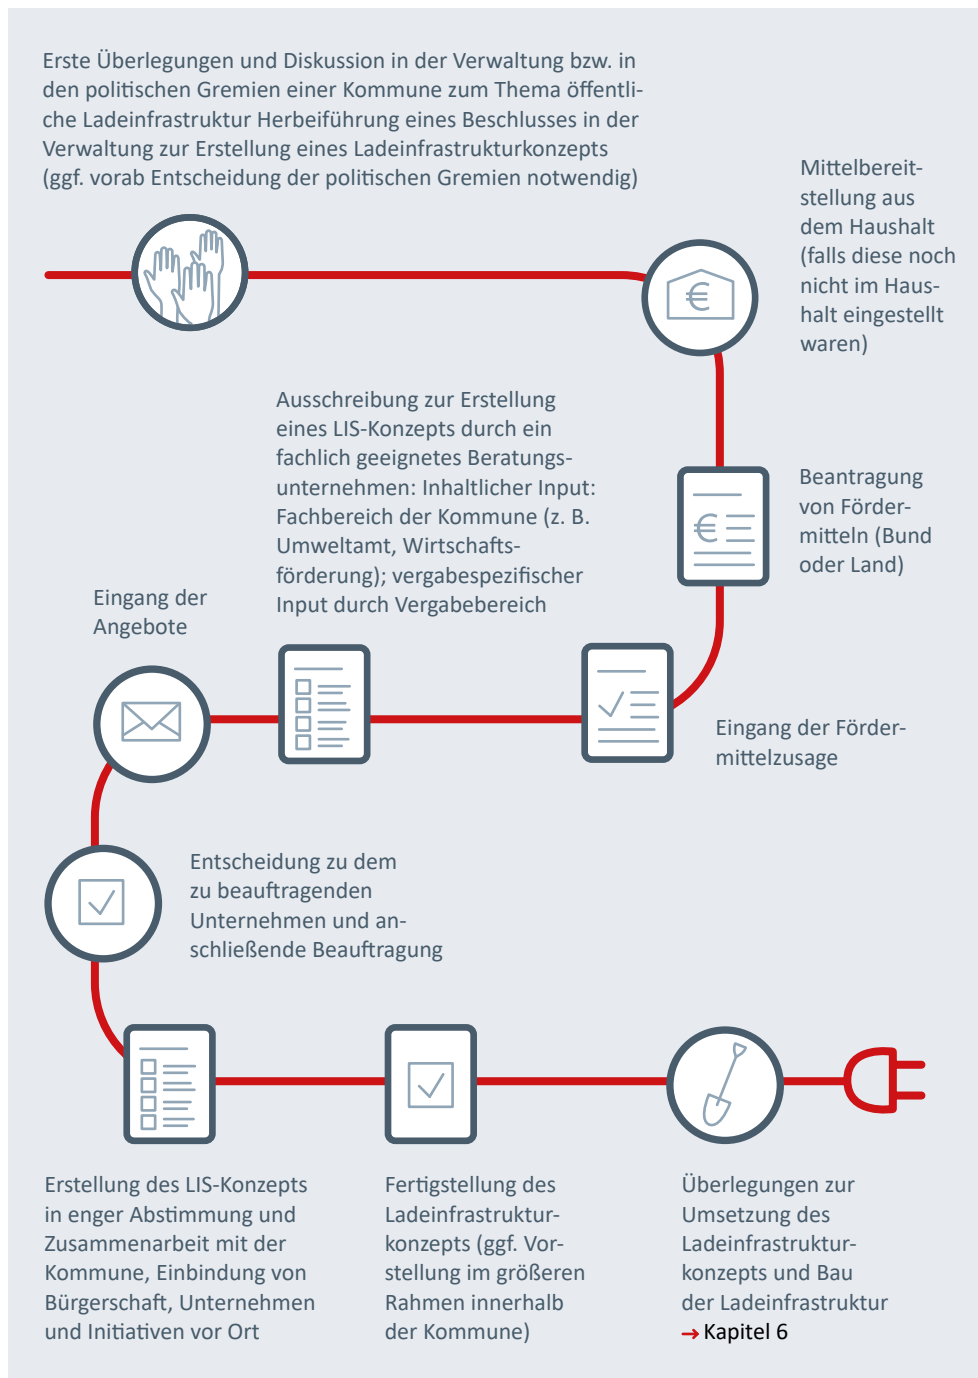 Erste Überlegungen und Diskussion in der Verwaltung bzw. in
den politischen Gremien einer Kommune zum Thema öffentli-
che Ladeinfrastruktur Herbeiführung eines Beschlusses in der
Verwaltung zur Erstellung eines Ladeinfrastrukturkonzepts
(ggf. vorab Entscheidung der politischen Gremien notwendig)
Mittelbereit-
stellung aus
dem Haushalt
(falls diese noch
nicht im Haus-
halt eingestellt
waren)
€
Beantragung
von Förder-
mitteln (Bund
oder Land)
€
Eingang der Förder-
mittelzusage
Ausschreibung zur Erstellung
eines LIS-Konzepts durch ein
fachlich geeignetes Beratungs-
unternehmen: Inhaltlicher Input:
Fachbereich der Kommune (z. B.
Umweltamt, Wirtschafts-
förderung); vergabespezifischer
Input durch Vergabebereich
Eingang der
Angebote
Entscheidung zu dem
zu beauftragenden
Unternehmen und an-
schließende Beauftragung
Erstellung des LIS-Konzepts
in enger Abstimmung und
Zusammenarbeit mit der
Kommune, Einbindung von
Bürgerschaft, Unternehmen
und Initiativen vor Ort
Fertigstellung des
Ladeinfrastruktur-
konzepts (ggf. Vor-
stellung im größeren
Rahmen innerhalb
der Kommune)
Überlegungen zur
Umsetzung des
Ladeinfrastruktur-
konzepts und Bau
der Ladeinfrastruktur
→ Kapitel 6